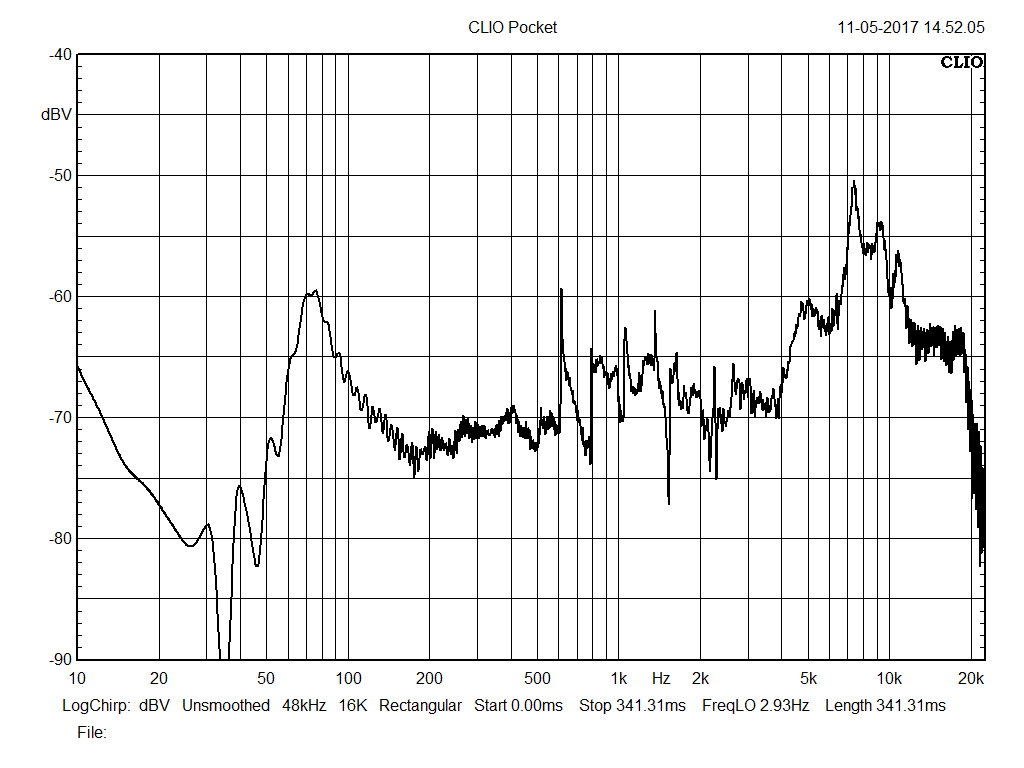 CLIO Pocket 11-05-2017 14.52.05
-40
CLIO
dBV
-50
-60
-70
-80
-90
10 20 50 100 200 500 1k Hz 2k 5k 10k 20k
LogChirp: dBV Unsmoothed 48kHz 16K Rectangular Start 0.00ms Stop 341.31ms FreqLO 2.93Hz Length 341.31ms
File: